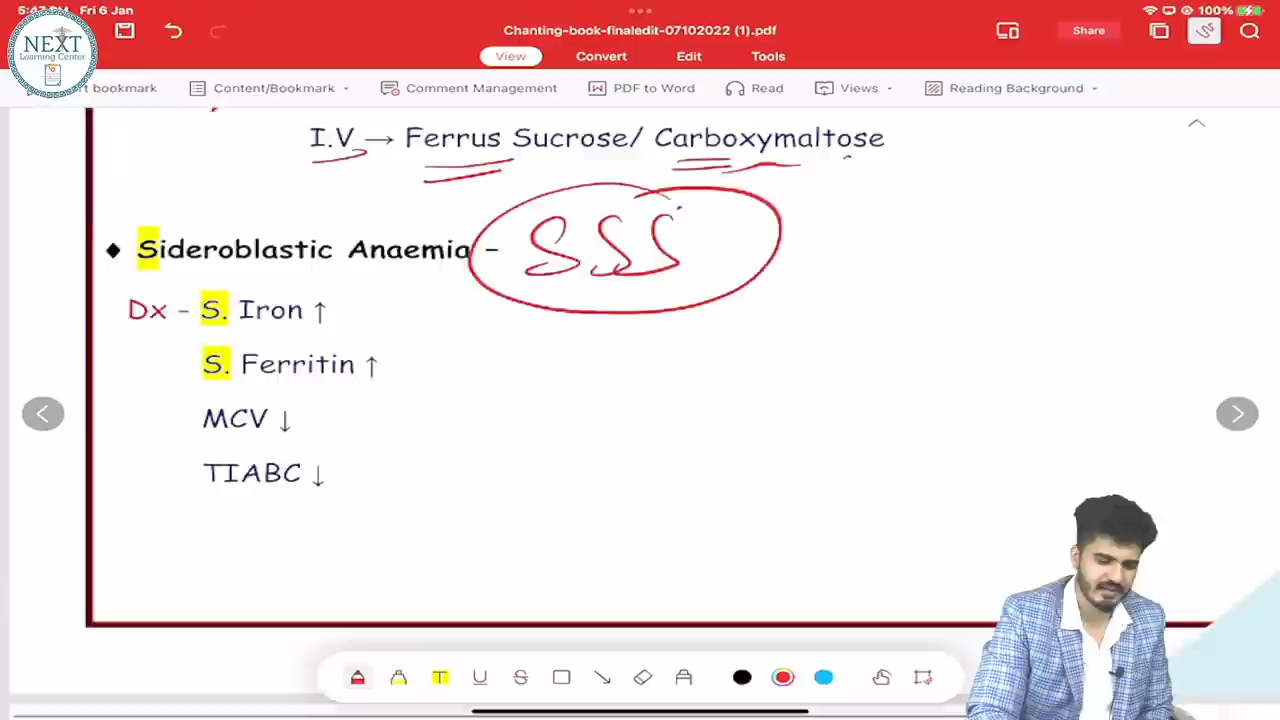 5:47 PM Fri 6 Jan
100%
NEXT
Learning Center
Chanting-book-finaledit-07102022 (1).pdf
Share
View Convert Edit Tools
bookmark Content/Bookmark Comment Management PDF to Word Read Views Reading Background
I.V → Ferrus Sucrose/ Carboxymaltose
◆ Sideroblastic Anaemia - SSS
Dx - S. Iron ↑
S. Ferritin ↑
MCV ↓
TIABC ↓